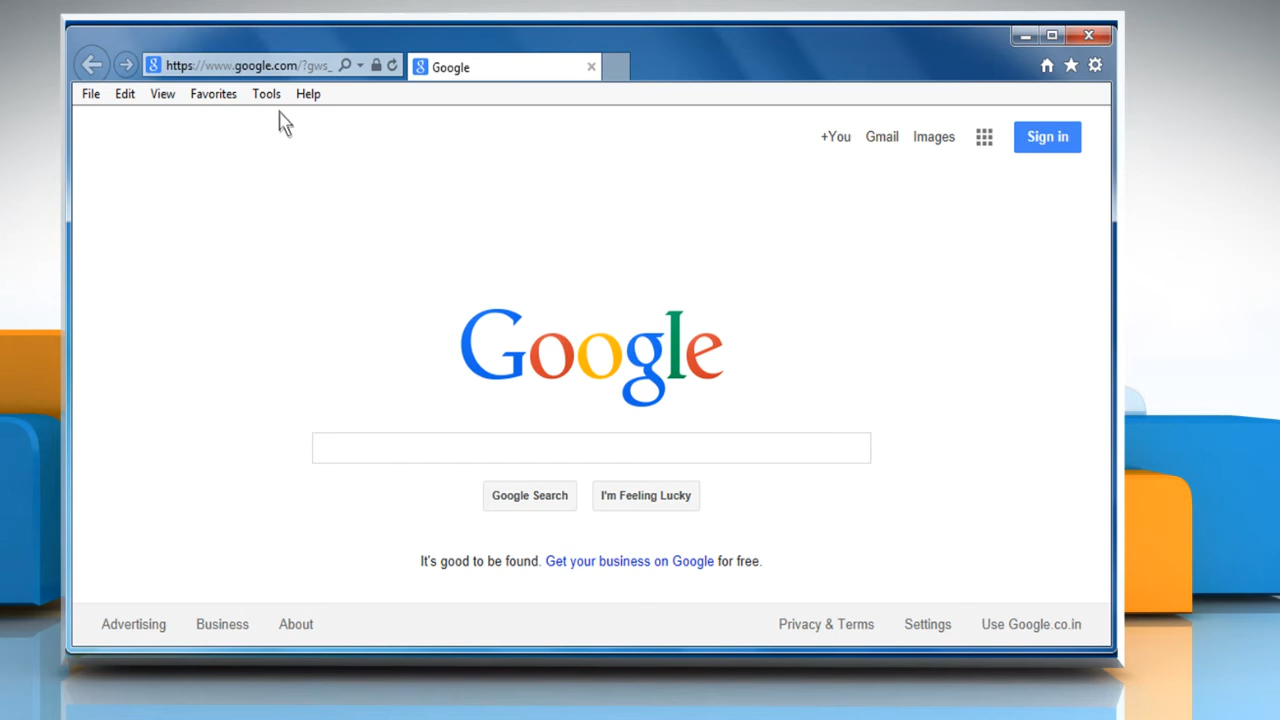 https://www.google.com/?gws_
Google
File Edit View Favorites Tools Help
+You Gmail Images Sign in
Google
Google Search I'm Feeling Lucky
It's good to be found. Get your business on Google for free.
Advertising Business About Privacy & Terms Settings Use Google.co.in